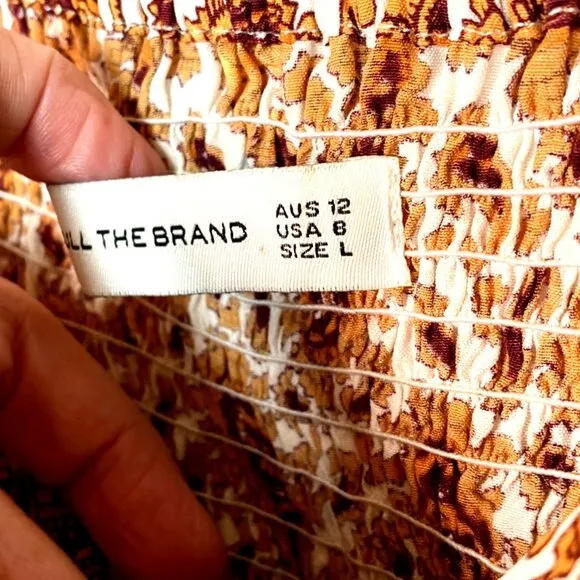 THE BRAND
AUS 12
USA 8
SIZE L